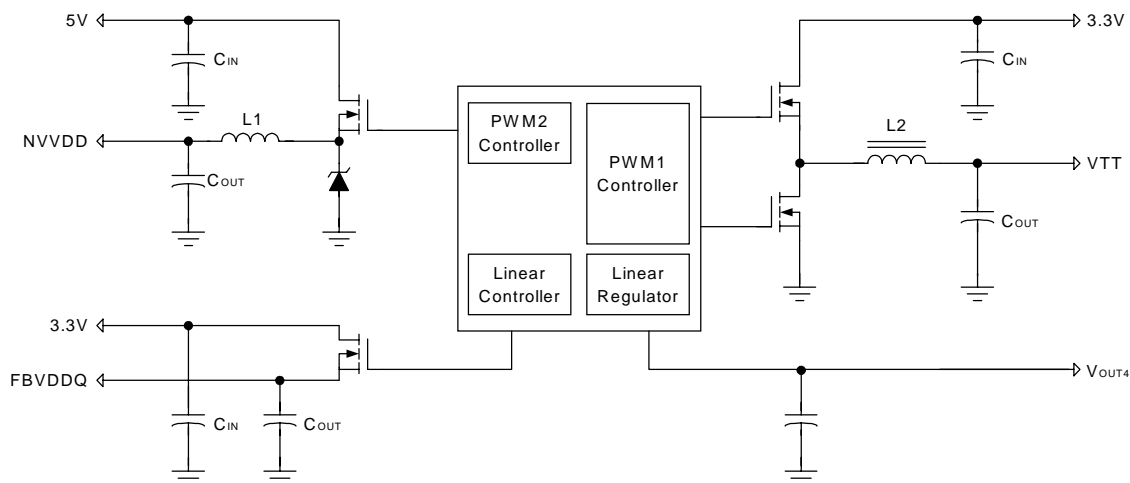 5V
CIN
L1
NVVDD
COUT
3.3V
FBVDDQ
CIN
COUT
PWM2
Controller
PWM1
Controller
Linear
Controller
Linear
Regulator
3.3V
CIN
L2
VTT
COUT
VOUT4